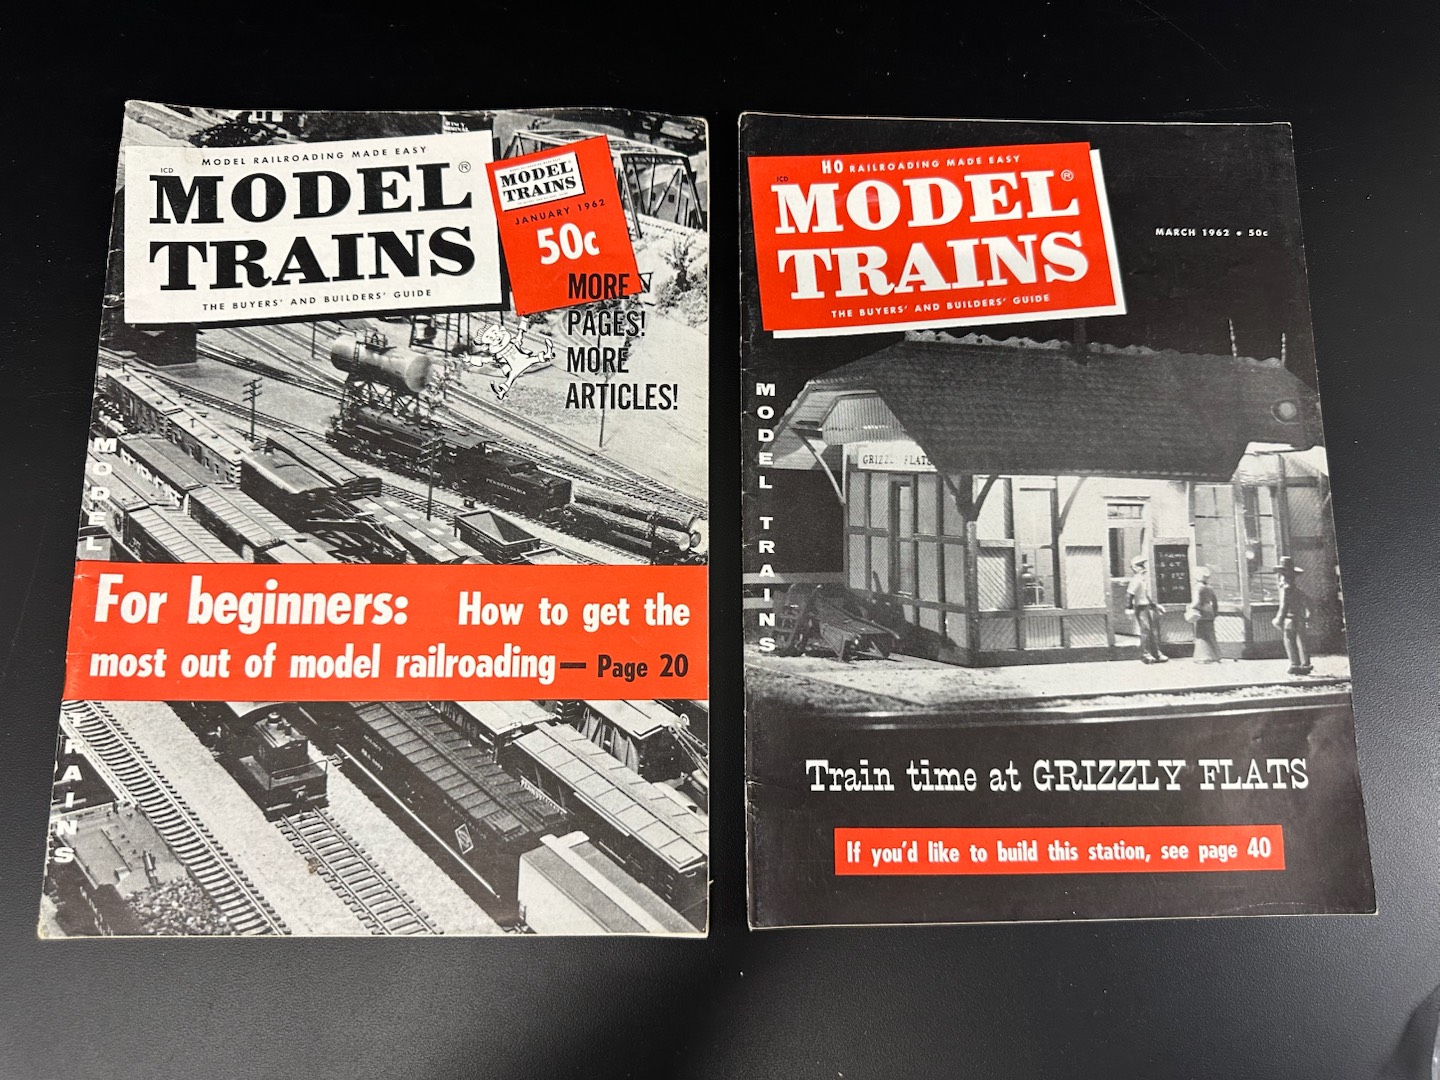 MODEL RAILROADING MADE EASY
ICD
MODEL®
TRAINS
THE BUYERS' AND BUILDERS' GUIDE
MODEL
TRAINS
JANUARY 1962
50c
MORE
PAGES!
MORE
ARTICLES!
PENNSYLVANIA
MODEL
For beginners: How to get the
most out of model railroading— Page 20
TRAINS
HO RAILROADING MADE EASY
ICD
MODEL®
TRAINS
THE BUYERS' AND BUILDERS' GUIDE
MARCH 1962 • 50c
MODEL TRAINS
GRIZZLY FLATS
Train time at GRIZZLY FLATS
If you'd like to build this station, see page 40